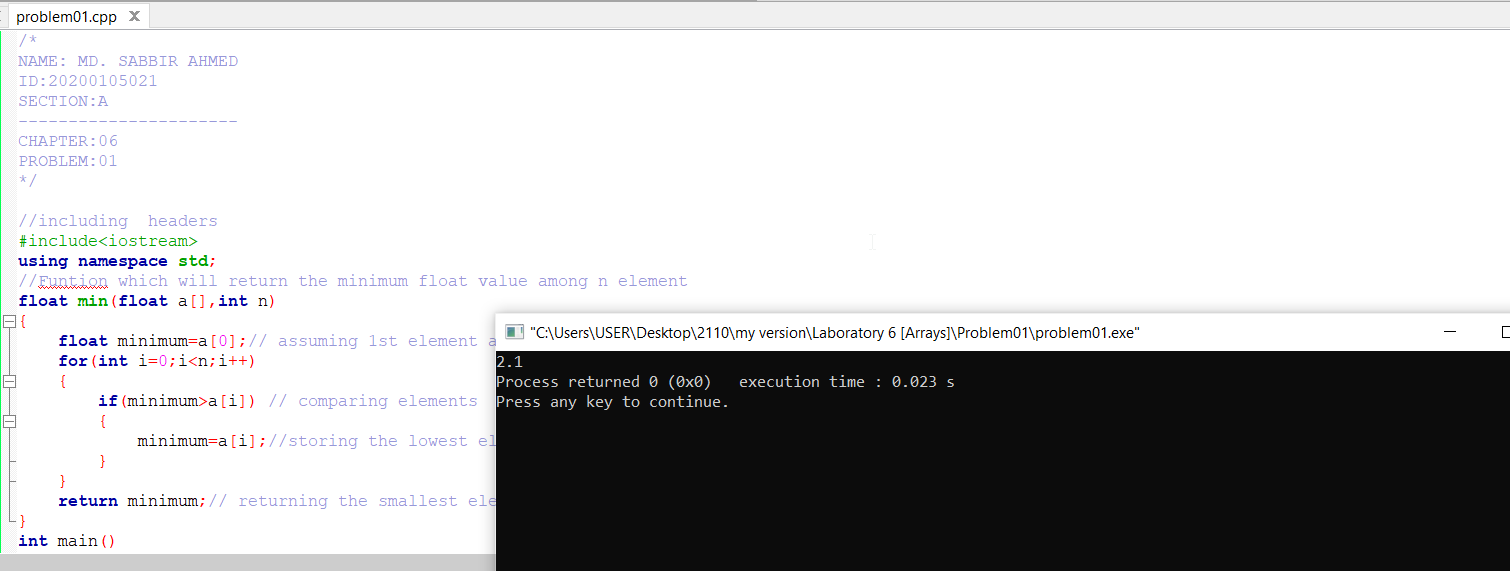 problem01.cpp X
/*
NAME: MD. SABBIR AHMED
ID:20200105021
SECTION:A
----------------------
CHAPTER:06
PROBLEM:01
*/
//including  headers
#include<iostream>
using namespace std;
//Funtion which will return the minimum float value among n element
float min(float a[],int n)
{
    float minimum=a[0];// assuming 1st element a
    for(int i=0;i<n;i++)
    {
        if(minimum>a[i]) // comparing elements
        {
            minimum=a[i];//storing the lowest el
        }
    }
    return minimum;// returning the smallest ele
}
int main()
"C:\Users\USER\Desktop\2110\my version\Laboratory 6 [Arrays]\Problem01\problem01.exe"
2.1
Process returned 0 (0x0)   execution time : 0.023 s
Press any key to continue.